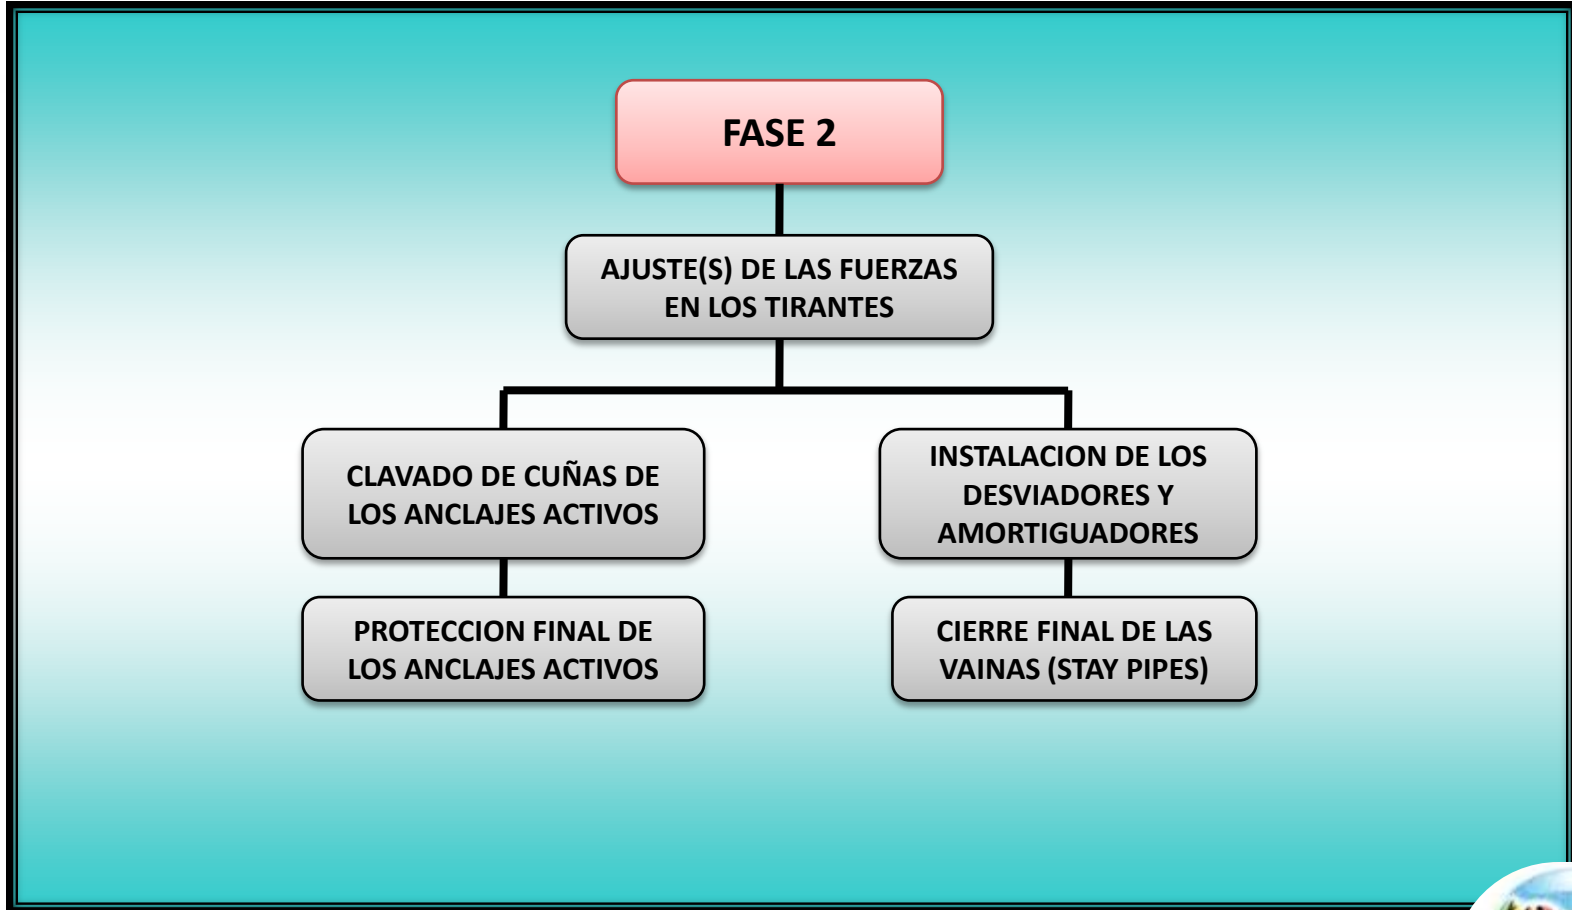 FASE 2
AJUSTE(S) DE LAS FUERZAS
EN LOS TIRANTES
CLAVADO DE CUÑAS DE
LOS ANCLAJES ACTIVOS
INSTALACION DE LOS
DESVIADORES Y
AMORTIGUADORES
PROTECCION FINAL DE
LOS ANCLAJES ACTIVOS
CIERRE FINAL DE LAS
VAINAS (STAY PIPES)